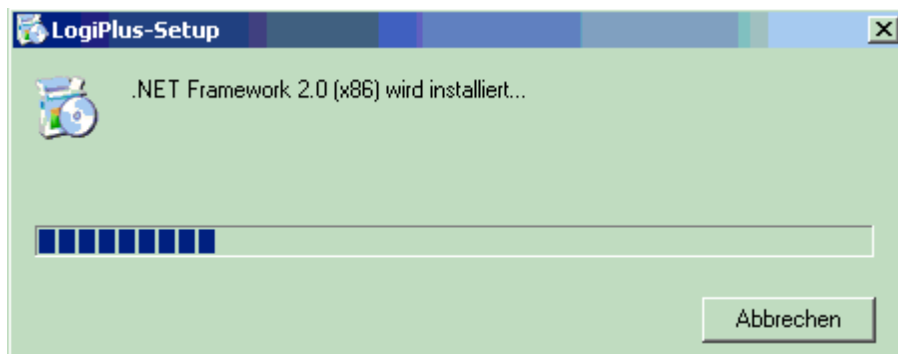 LogiPlus-Setup
.NET Framework 2.0 (x86) wird installiert...
Abbrechen